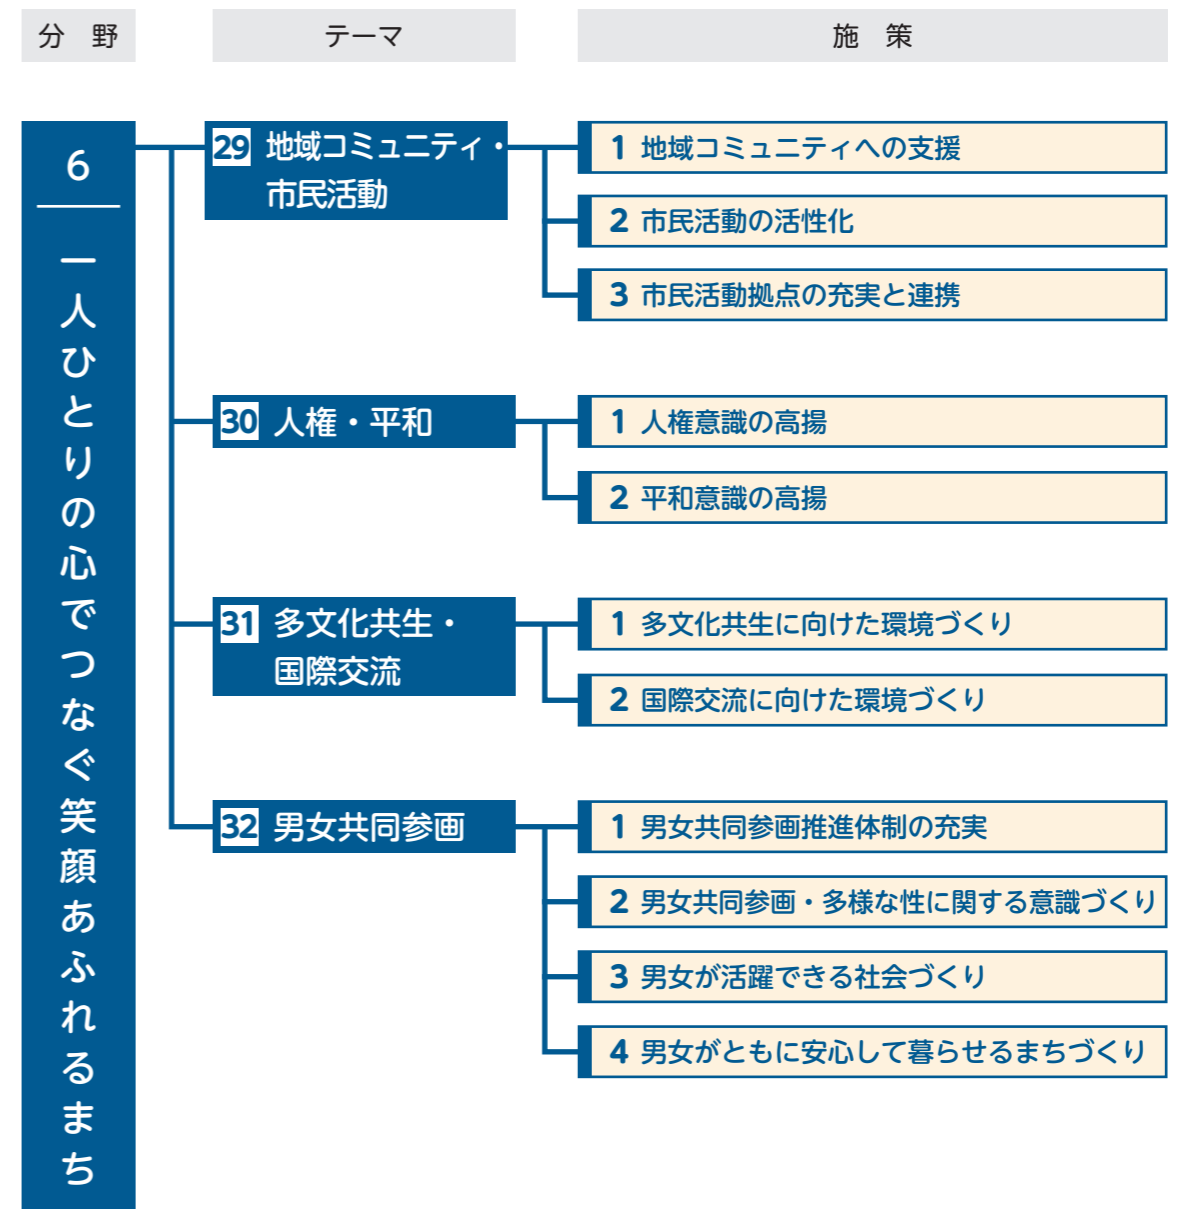 分 野
テーマ
施 策
6
一人ひとりの心でつなぐ笑顔あふれるまち
29 地域コミュニティ・
市民活動
1 地域コミュニティへの支援
2 市民活動の活性化
3 市民活動拠点の充実と連携
30 人権・平和
1 人権意識の高揚
2 平和意識の高揚
31 多文化共生・
国際交流
1 多文化共生に向けた環境づくり
2 国際交流に向けた環境づくり
32 男女共同参画
1 男女共同参画推進体制の充実
2 男女共同参画・多様な性に関する意識づくり
3 男女が活躍できる社会づくり
4 男女がともに安心して暮らせるまちづくり